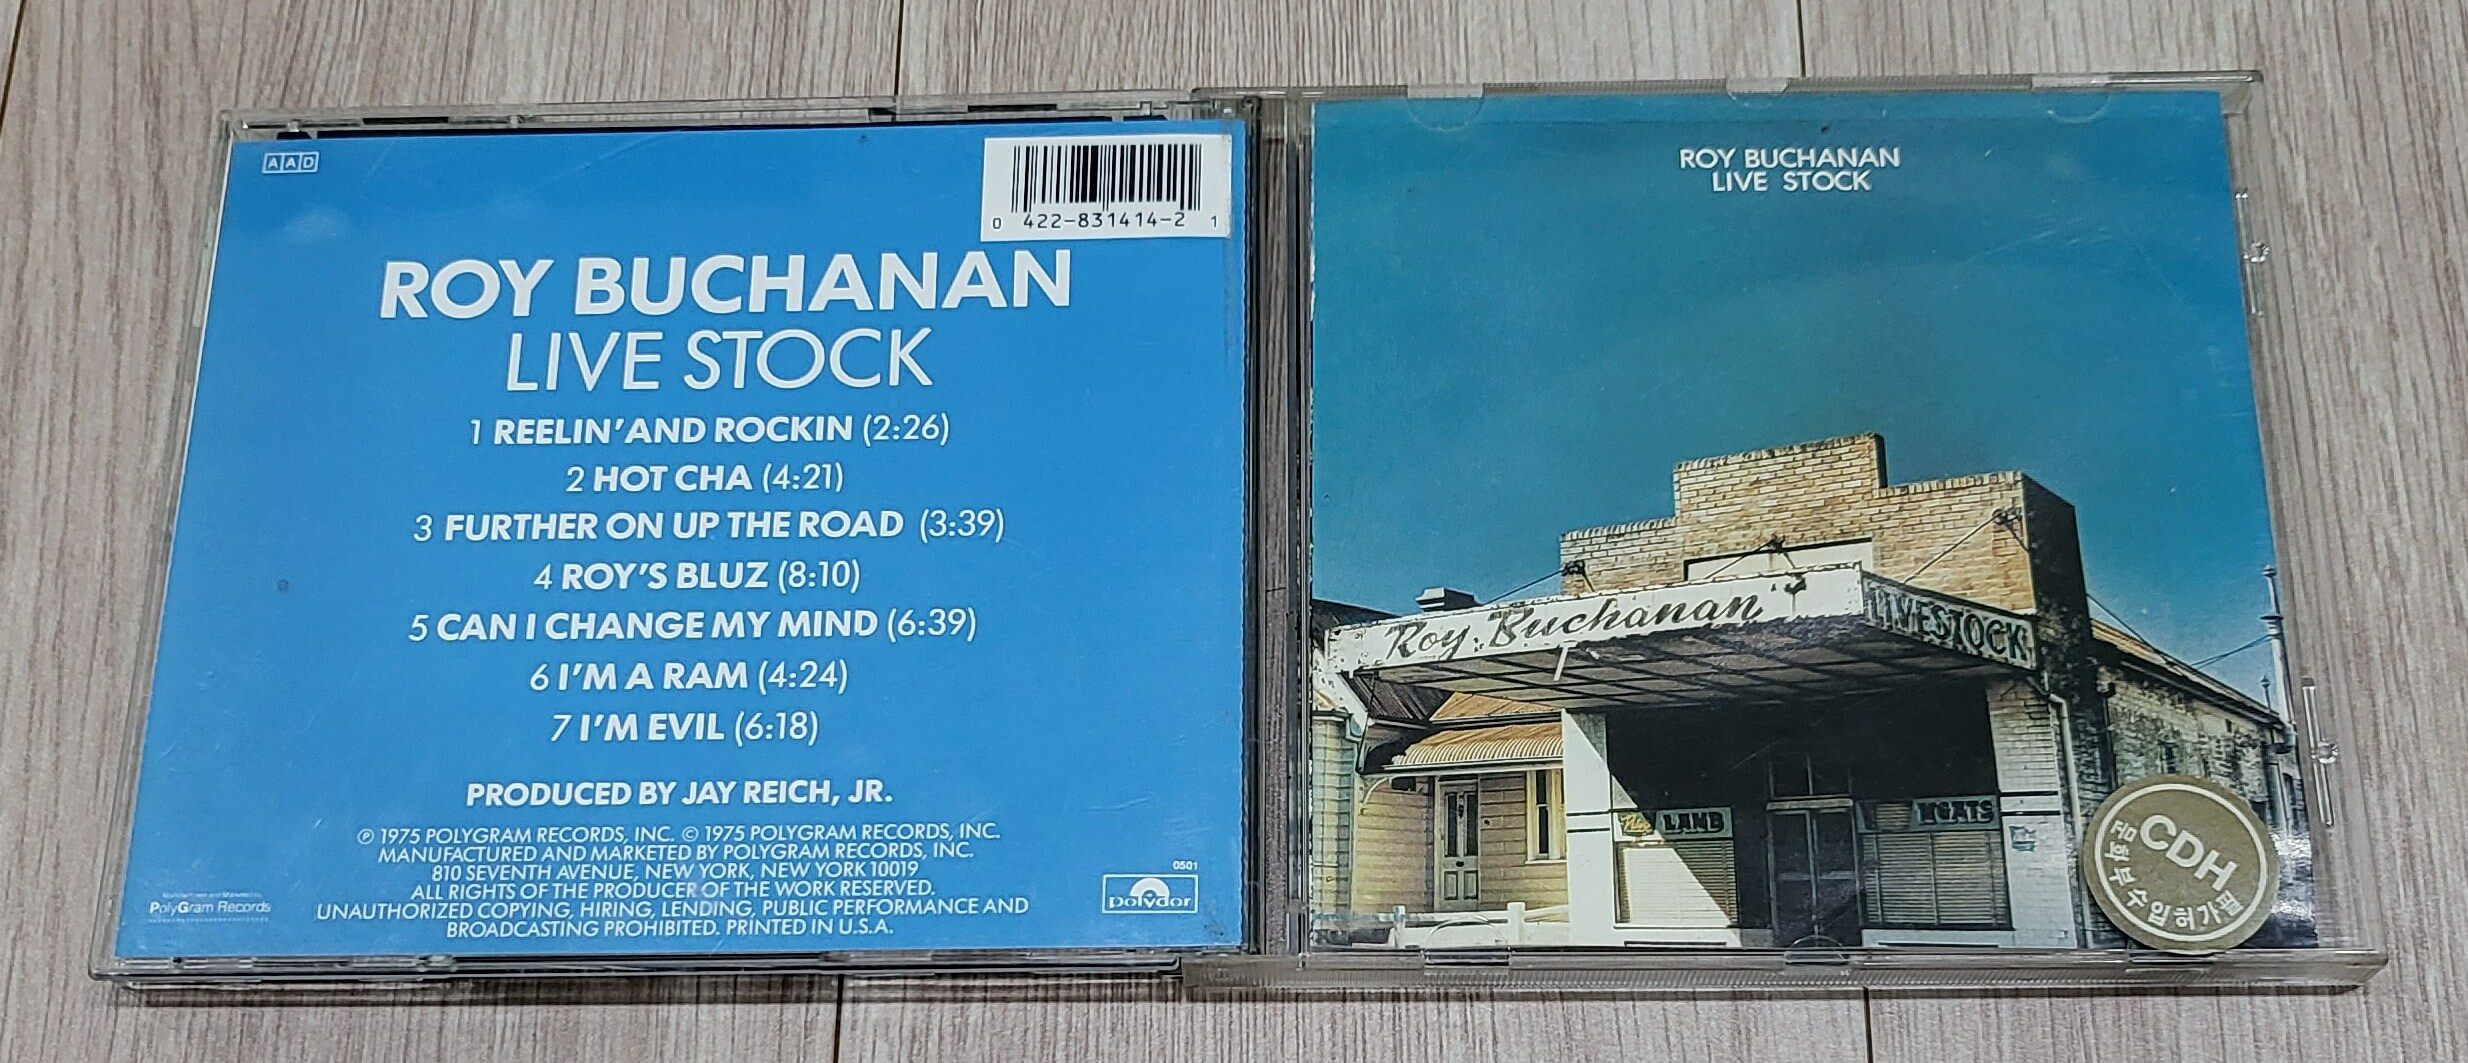 AAD
0 422-831414-2 1
ROY BUCHANAN
LIVE STOCK
1 REELIN' AND ROCKIN (2:26)
2 HOT CHA (4:21)
3 FURTHER ON UP THE ROAD (3:39)
4 ROY'S BLUZ (8:10)
5 CAN I CHANGE MY MIND (6:39)
6 I'M A RAM (4:24)
7 I'M EVIL (6:18)
PRODUCED BY JAY REICH, JR.
℗ 1975 POLYGRAM RECORDS, INC. © 1975 POLYGRAM RECORDS, INC.
MANUFACTURED AND MARKETED BY POLYGRAM RECORDS, INC.
810 SEVENTH AVENUE, NEW YORK, NEW YORK 10019
ALL RIGHTS OF THE PRODUCER OF THE WORK RESERVED.
UNAUTHORIZED COPYING, HIRING, LENDING, PUBLIC PERFORMANCE AND
BROADCASTING PROHIBITED. PRINTED IN U.S.A.
Manufactured and Marketed by
PolyGram Records
0501
polydor
ROY BUCHANAN
LIVE STOCK
Roy Buchanan
LIVESTOCK
LAMB
MEATS
CDH
문화부수입허가필